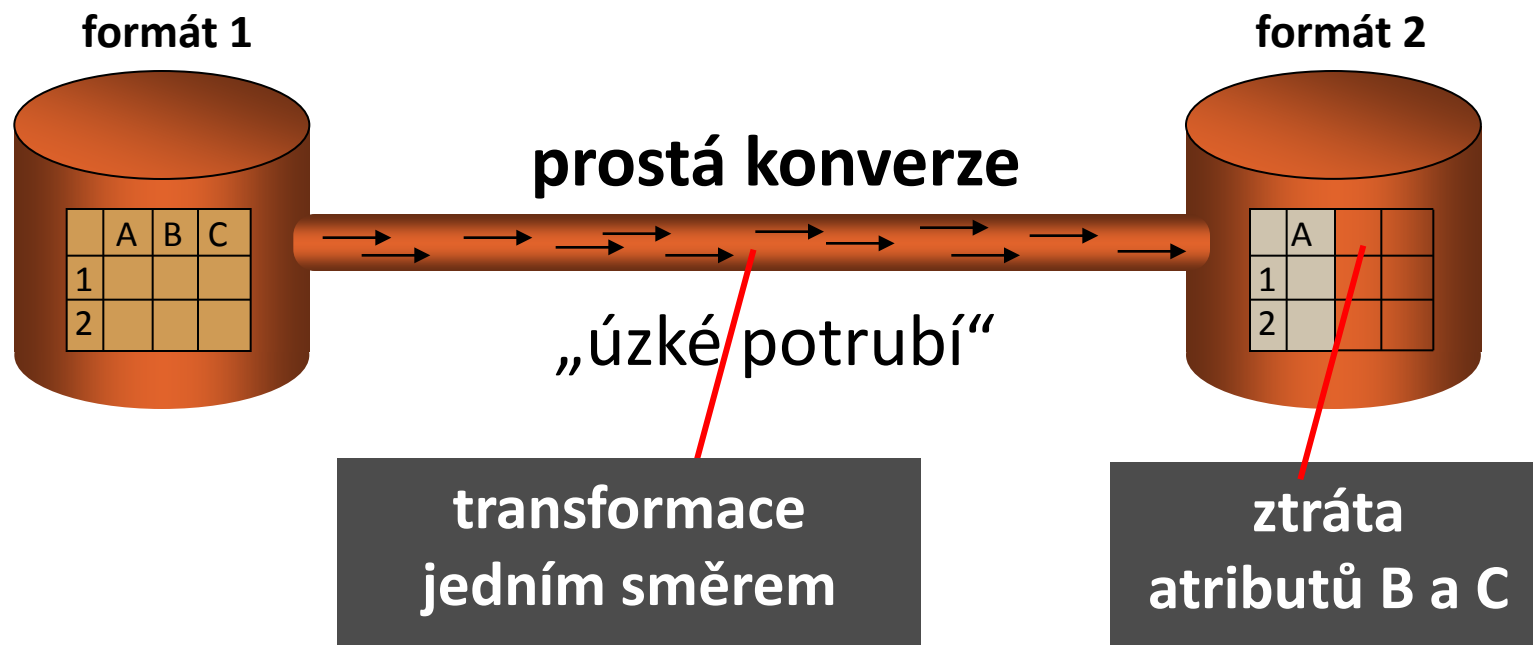 formát 1
formát 2
prostá konverze
A B C
1
2
A
1
2
„úzké potrubí“
transformace
jedním směrem
ztráta
atributů B a C